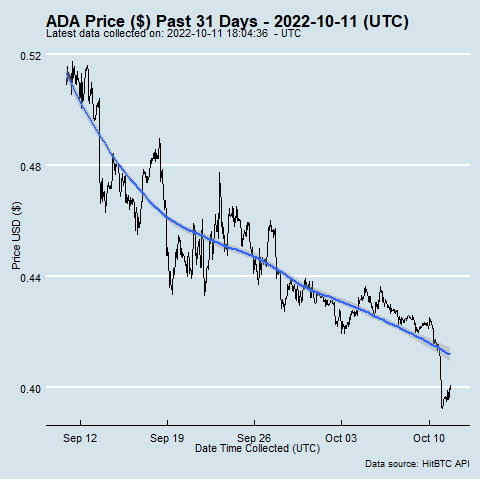 ADA Price ($) Past 31 Days - 2022-10-11 (UTC)
Latest data collected on: 2022-10-11 18:04:36 - UTC
0.52
0.48
0.44
0.40
Price USD ($)
Sep 12 Sep 19 Sep 26 Oct 03 Oct 10
Date Time Collected (UTC)
Data source: HitBTC API